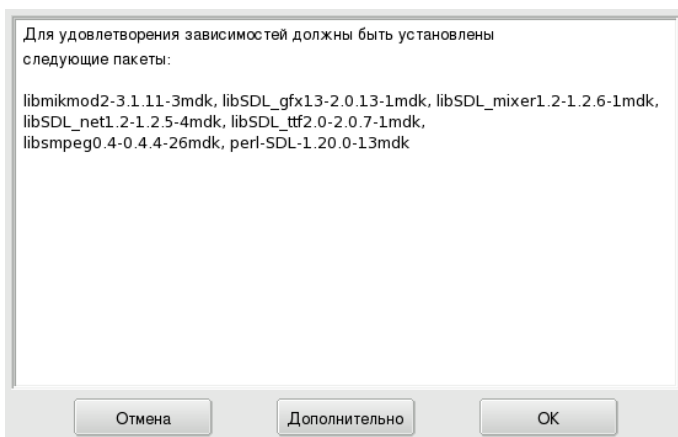 Для удовлетворения зависимостей должны быть установлены
следующие пакеты:
libmikmod2-3.1.11-3mdk, libSDL_gfx13-2.0.13-1mdk, libSDL_mixer1.2-1.2.6-1mdk,
libSDL_net1.2-1.2.5-4mdk, libSDL_ttf2.0-2.0.7-1mdk,
libsmpeg0.4-0.4.4-26mdk, perl-SDL-1.20.0-13mdk
Отмена
Дополнительно
OK